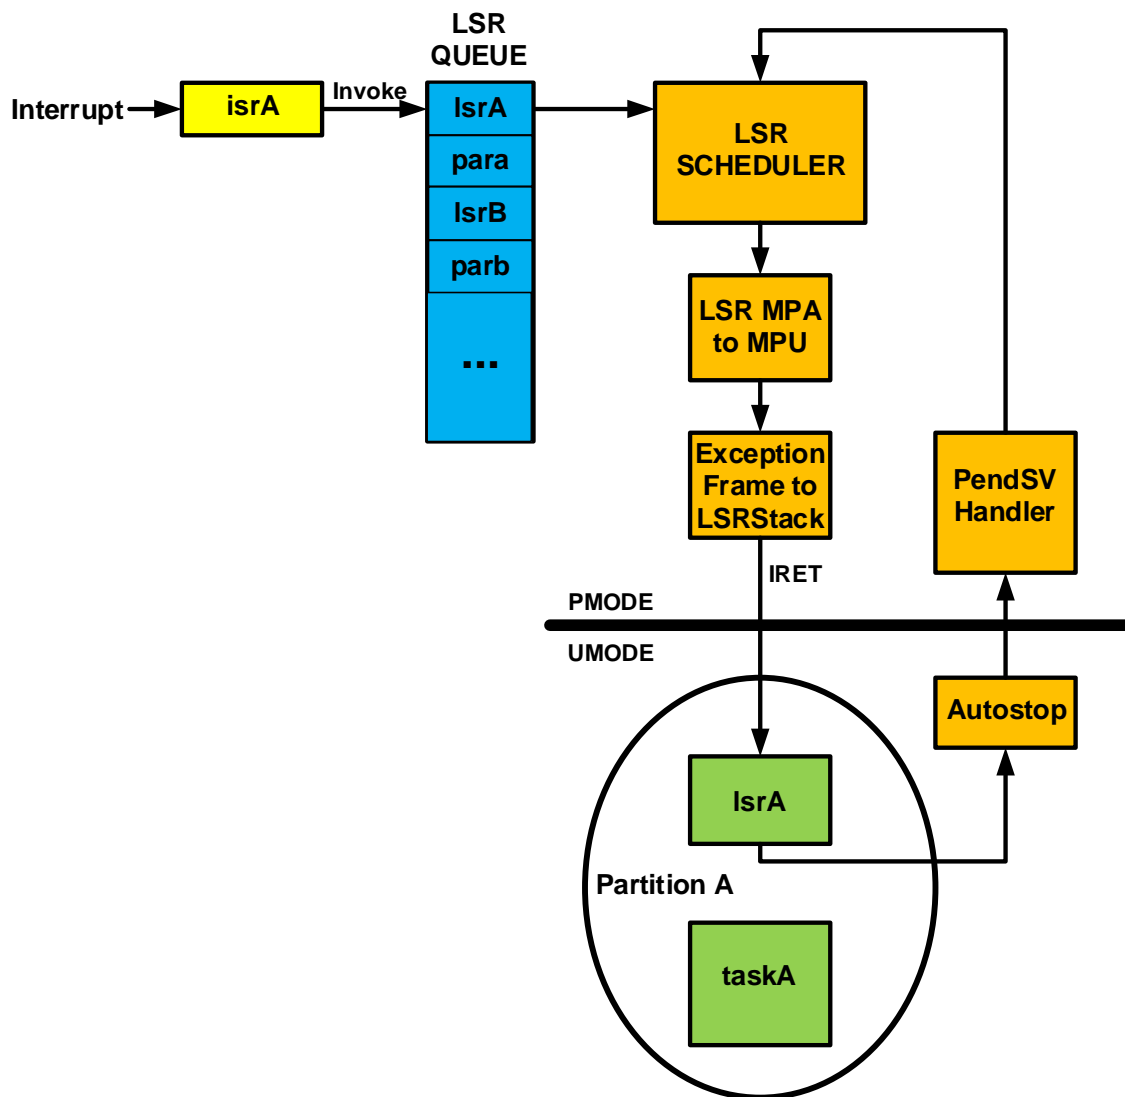 LSR
QUEUE
Interrupt
isrA
Invoke
lsrA
para
lsrB
parb
...
LSR
SCHEDULER
LSR MPA
to MPU
Exception
Frame to
LSRStack
PendSV
Handler
IRET
PMODE
UMODE
Autostop
lsrA
Partition A
taskA